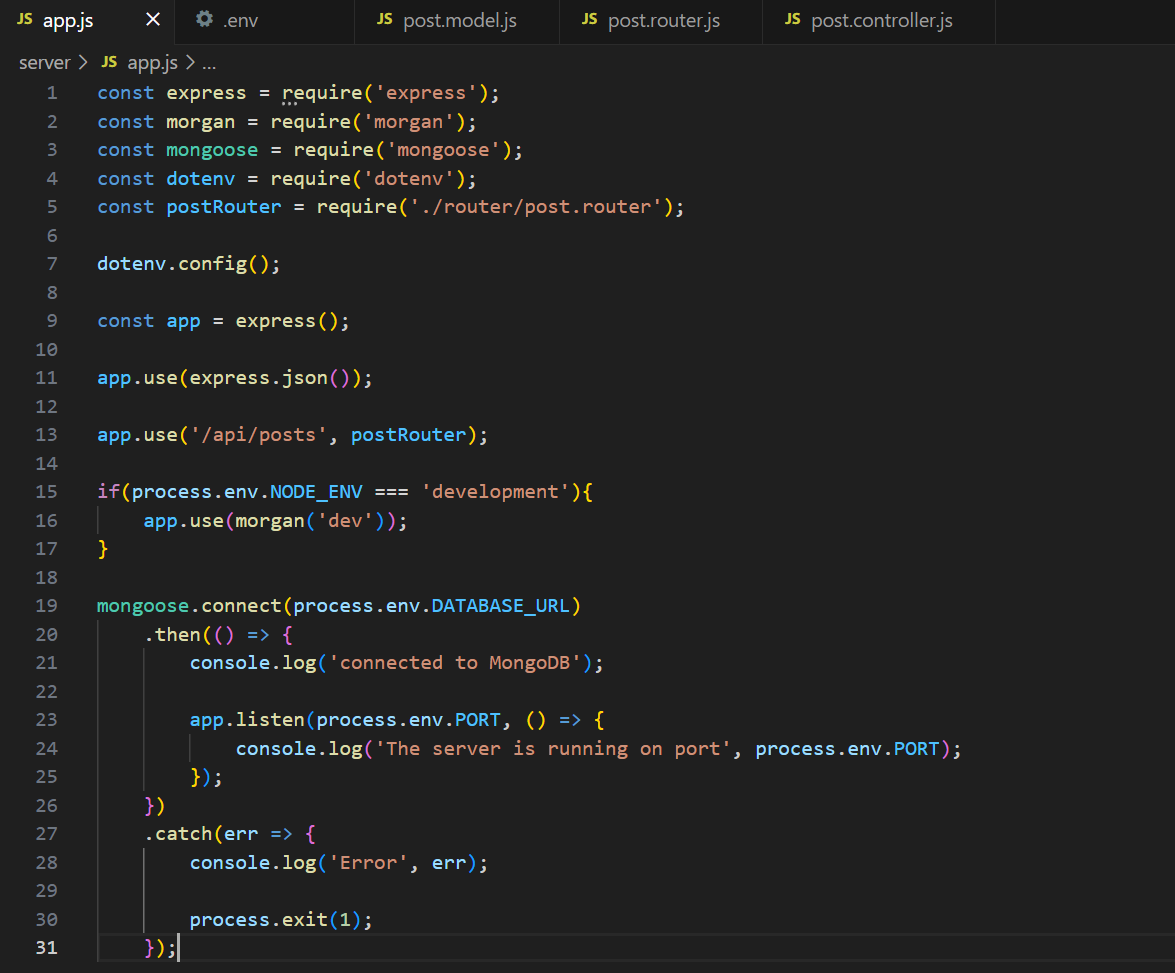 JS app.js × .env JS post.model.js JS post.router.js JS post.controller.js
server > JS app.js > ...
1 const express = require('express');
2 const morgan = require('morgan');
3 const mongoose = require('mongoose');
4 const dotenv = require('dotenv');
5 const postRouter = require('./router/post.router');
6
7 dotenv.config();
8
9 const app = express();
10
11 app.use(express.json());
12
13 app.use('/api/posts', postRouter);
14
15 if(process.env.NODE_ENV === 'development'){
16     app.use(morgan('dev'));
17 }
18
19 mongoose.connect(process.env.DATABASE_URL)
20     .then(() => {
21         console.log('connected to MongoDB');
22
23         app.listen(process.env.PORT, () => {
24             console.log('The server is running on port', process.env.PORT);
25         });
26     })
27     .catch(err => {
28         console.log('Error', err);
29
30         process.exit(1);
31     });